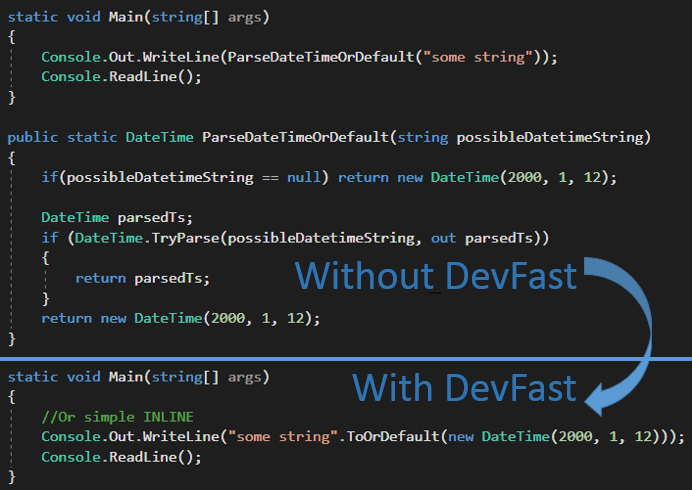 static void Main(string[] args)
{
    Console.Out.WriteLine(ParseDateTimeOrDefault("some string"));
    Console.ReadLine();
}
public static DateTime ParseDateTimeOrDefault(string possibleDatetimeString)
{
    if(possibleDatetimeString == null) return new DateTime(2000, 1, 12);
    DateTime parsedTs;
    if (DateTime.TryParse(possibleDatetimeString, out parsedTs))
    {
        return parsedTs;
    }
    return new DateTime(2000, 1, 12);
}
Without DevFast
With DevFast
static void Main(string[] args)
{
    //Or simple INLINE
    Console.Out.WriteLine("some string".ToOrDefault(new DateTime(2000, 1, 12)));
    Console.ReadLine();
}